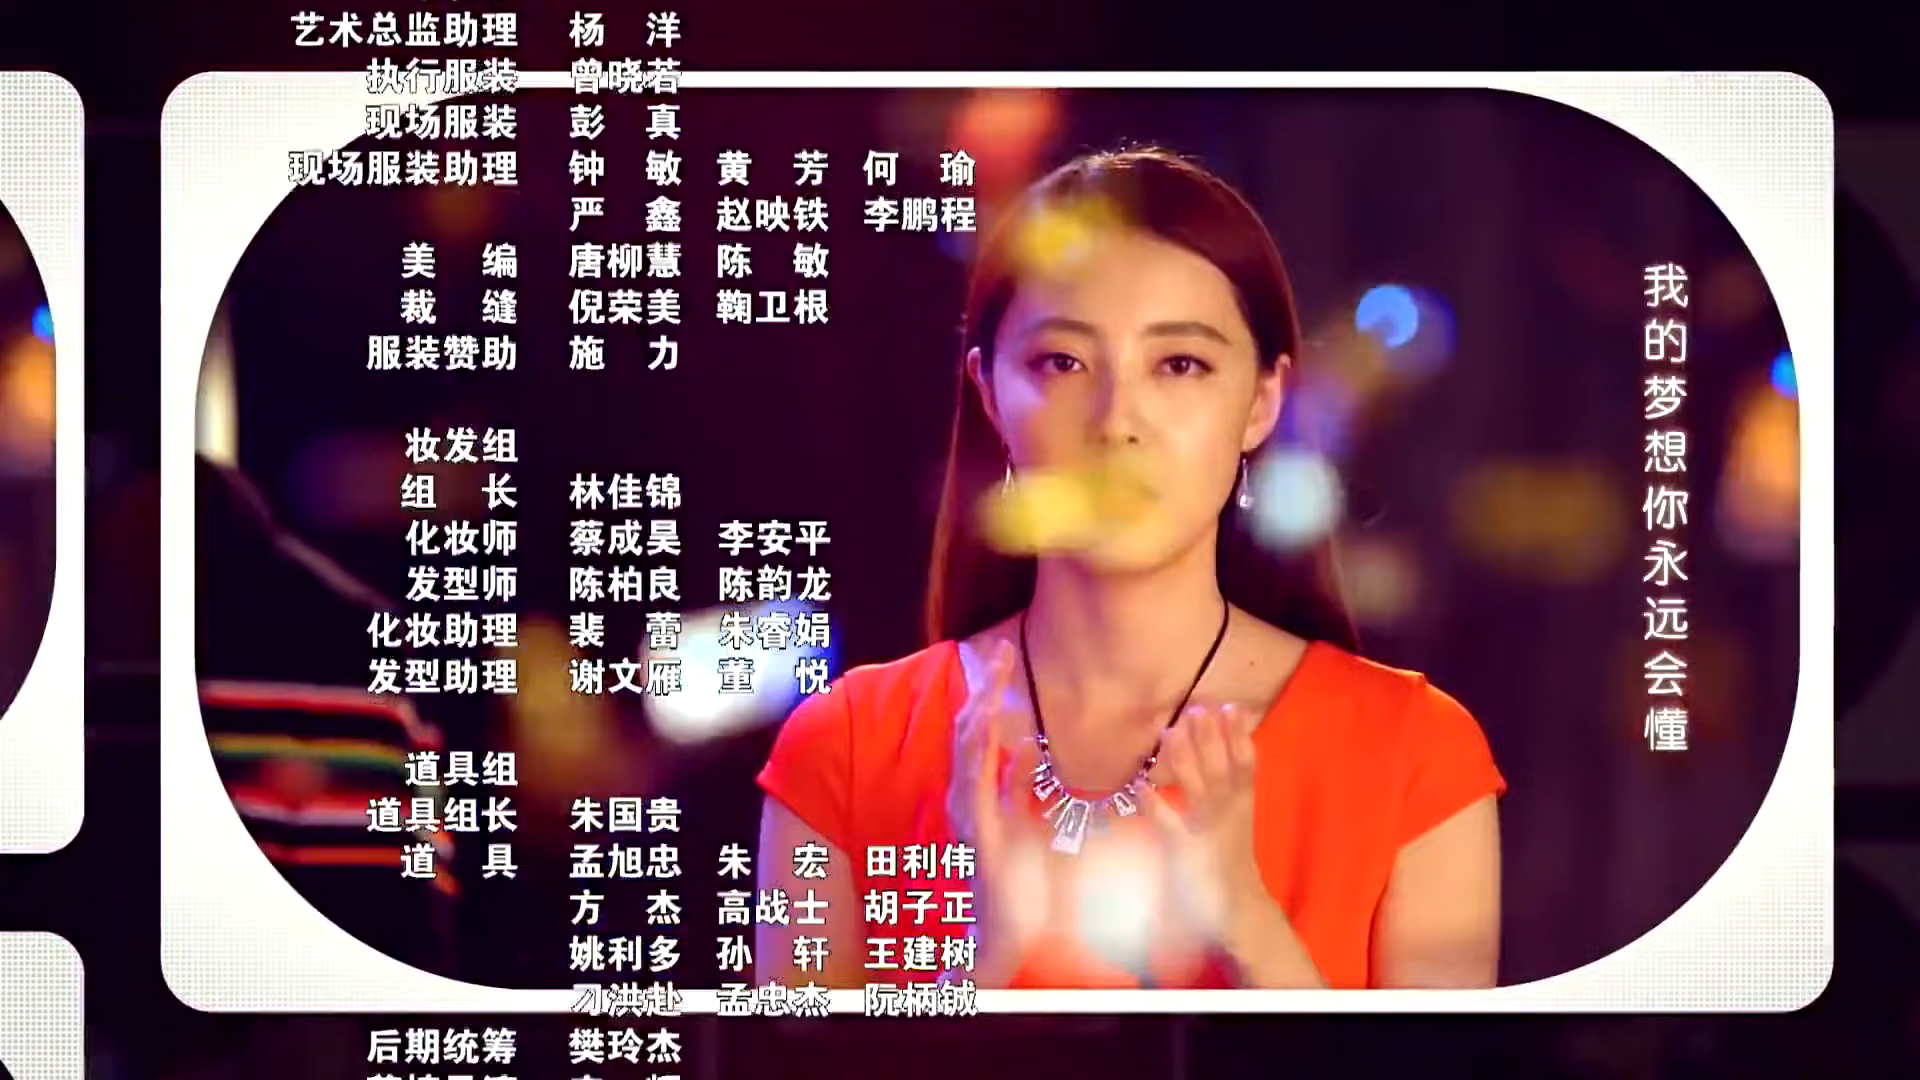 艺术总监助理 杨 洋
执行服装 曾晓若
现场服装 彭 真
现场服装助理 钟 敏 黄 芳 何 瑜
严 鑫 赵映铁 李鹏程
美 编 唐柳慧 陈 敏
裁 缝 倪荣美 鞠卫根
服装赞助 施 力
妆发组
组 长 林佳锦
化妆师 蔡成昊 李安平
发型师 陈柏良 陈韵龙
化妆助理 裴 蕾 朱睿娟
发型助理 谢文雁 董 悦
道具组
道具组长 朱国贵
道 具 孟旭忠 朱 宏 田利伟
方 杰 高战士 胡子正
姚利多 孙 轩 王建树
刁洪赴 孟忠杰 阮柄铖
后期统筹 樊玲杰
我的梦想你永远会懂